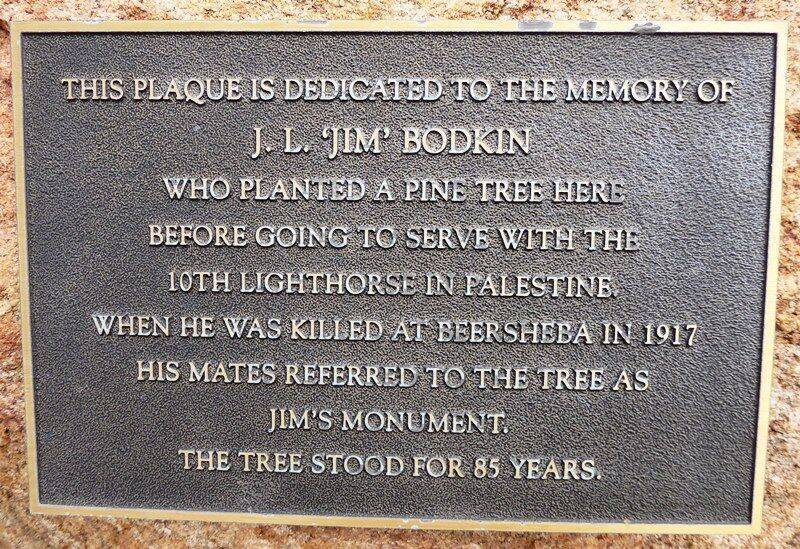 THIS PLAQUE IS DEDICATED TO THE MEMORY OF
J. L. 'JIM' BODKIN
WHO PLANTED A PINE TREE HERE
BEFORE GOING TO SERVE WITH THE
10TH LIGHTHORSE IN PALESTINE.
WHEN HE WAS KILLED AT BEERSHEBA IN 1917
HIS MATES REFERRED TO THE TREE AS
JIM'S MONUMENT.
THE TREE STOOD FOR 85 YEARS.